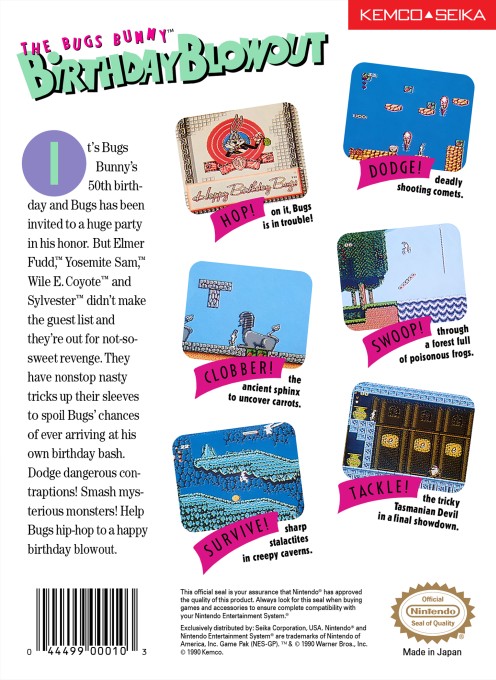 KEMCO▲SEIKA
THE BUGS BUNNY™
BIRTHDAY BLOWOUT
It's Bugs
Bunny's
50th birth-
day and Bugs has been
invited to a huge party
in his honor. But Elmer
Fudd,™ Yosemite Sam,™
Wile E. Coyote™ and
Sylvester™ didn't make
the guest list and
they're out for not-so-
sweet revenge. They
have nonstop nasty
tricks up their sleeves
to spoil Bugs' chances
of ever arriving at his
own birthday bash.
Dodge dangerous con-
traptions! Smash mys-
terious monsters! Help
Bugs hip-hop to a happy
birthday blowout.
Happy Birthday Bugs
HOP! on it, Bugs
is in trouble!
DODGE! deadly
shooting comets.
CLOBBER! the
ancient sphinx
to uncover carrots.
SWOOP! through
a forest full
of poisonous frogs.
SURVIVE! sharp
stalactites
in creepy caverns.
TACKLE! the tricky
Tasmanian Devil
in a final showdown.
0 44499 00010 3
This official seal is your assurance that Nintendo® has approved
the quality of this product. Always look for this seal when buying
games and accessories to ensure complete compatibility with
your Nintendo Entertainment System.®
Exclusively distributed by: Seika Corporation, USA. Nintendo® and
Nintendo Entertainment System® are trademarks of Nintendo of
America, Inc. Game Pak (NES-GP). ™& © 1990 Warner Bros., Inc.
© 1990 Kemco.
Official
Nintendo
Seal of Quality
Made in Japan